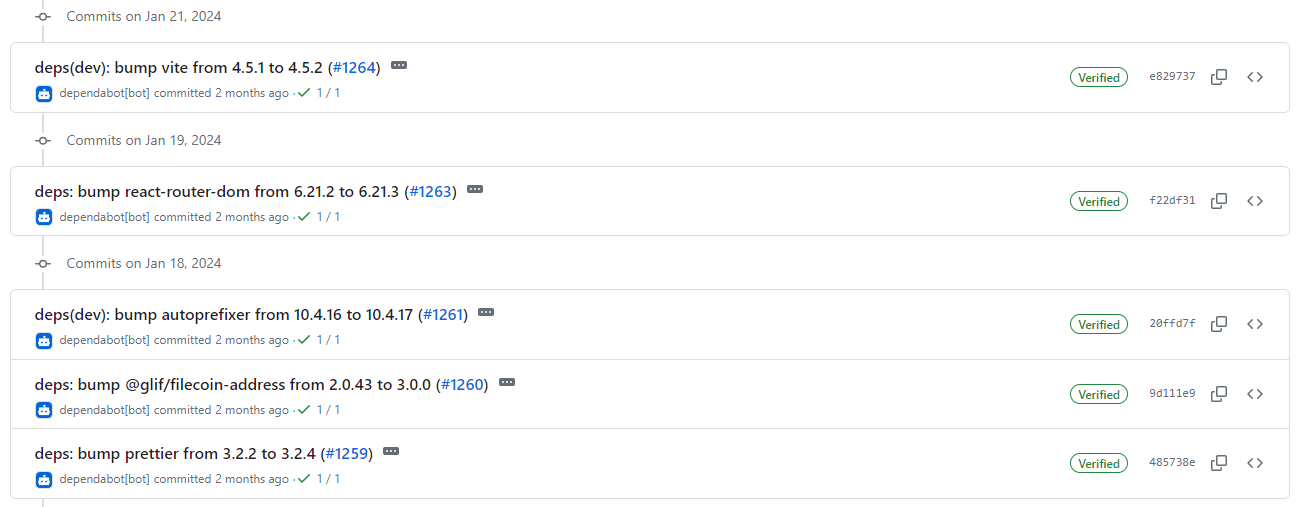 Commits on Jan 21, 2024
deps(dev): bump vite from 4.5.1 to 4.5.2 (#1264)
Verified e829737
dependabot[bot] committed 2 months ago · 1 / 1
Commits on Jan 19, 2024
deps: bump react-router-dom from 6.21.2 to 6.21.3 (#1263)
Verified f22df31
dependabot[bot] committed 2 months ago · 1 / 1
Commits on Jan 18, 2024
deps(dev): bump autoprefixer from 10.4.16 to 10.4.17 (#1261)
Verified 20ffd7f
dependabot[bot] committed 2 months ago · 1 / 1
deps: bump @glif/filecoin-address from 2.0.43 to 3.0.0 (#1260)
Verified 9d111e9
dependabot[bot] committed 2 months ago · 1 / 1
deps: bump prettier from 3.2.2 to 3.2.4 (#1259)
Verified 485738e
dependabot[bot] committed 2 months ago · 1 / 1